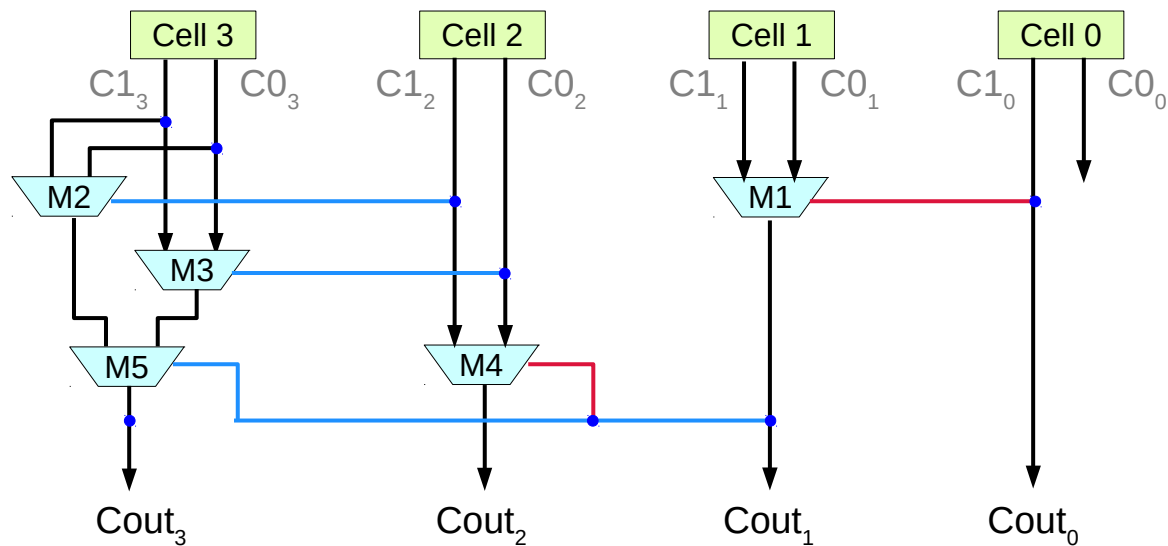 Cell 3 Cell 2 Cell 1 Cell 0
C1₃ C0₃ C1₂ C0₂ C1₁ C0₁ C1₀ C0₀
M2 M1
M3
M5 M4
Cout₃ Cout₂ Cout₁ Cout₀